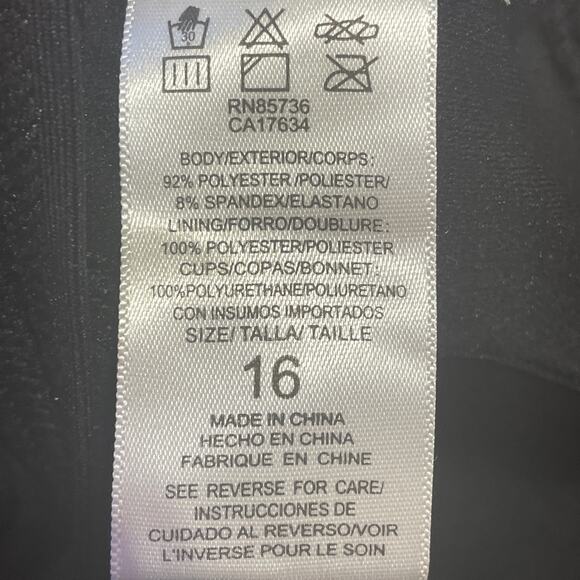 30
RN85736
CA17634
BODY/EXTERIOR/CORPS:
92% POLYESTER/POLIESTER/
8% SPANDEX/ELASTANO
LINING/FORRO/DOUBLURE:
100% POLYESTER/POLIESTER
CUPS/COPAS/BONNET:
100%POLYURETHANE/POLIURETANO
CON INSUMOS IMPORTADOS
SIZE/ TALLA/ TAILLE
16
MADE IN CHINA
HECHO EN CHINA
FABRIQUE EN CHINE
SEE REVERSE FOR CARE/
INSTRUCCIONES DE
CUIDADO AL REVERSO/VOIR
L'INVERSE POUR LE SOIN